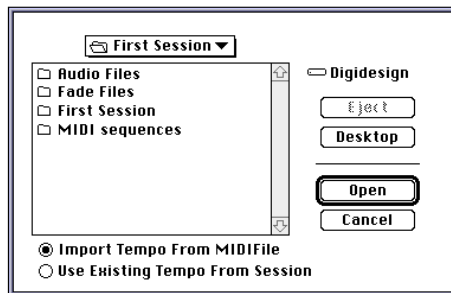 First Session
Audio Files
Fade Files
First Session
MIDI sequences
Digidesign
Eject
Desktop
Open
Cancel
Import Tempo From MIDIFile
Use Existing Tempo From Session